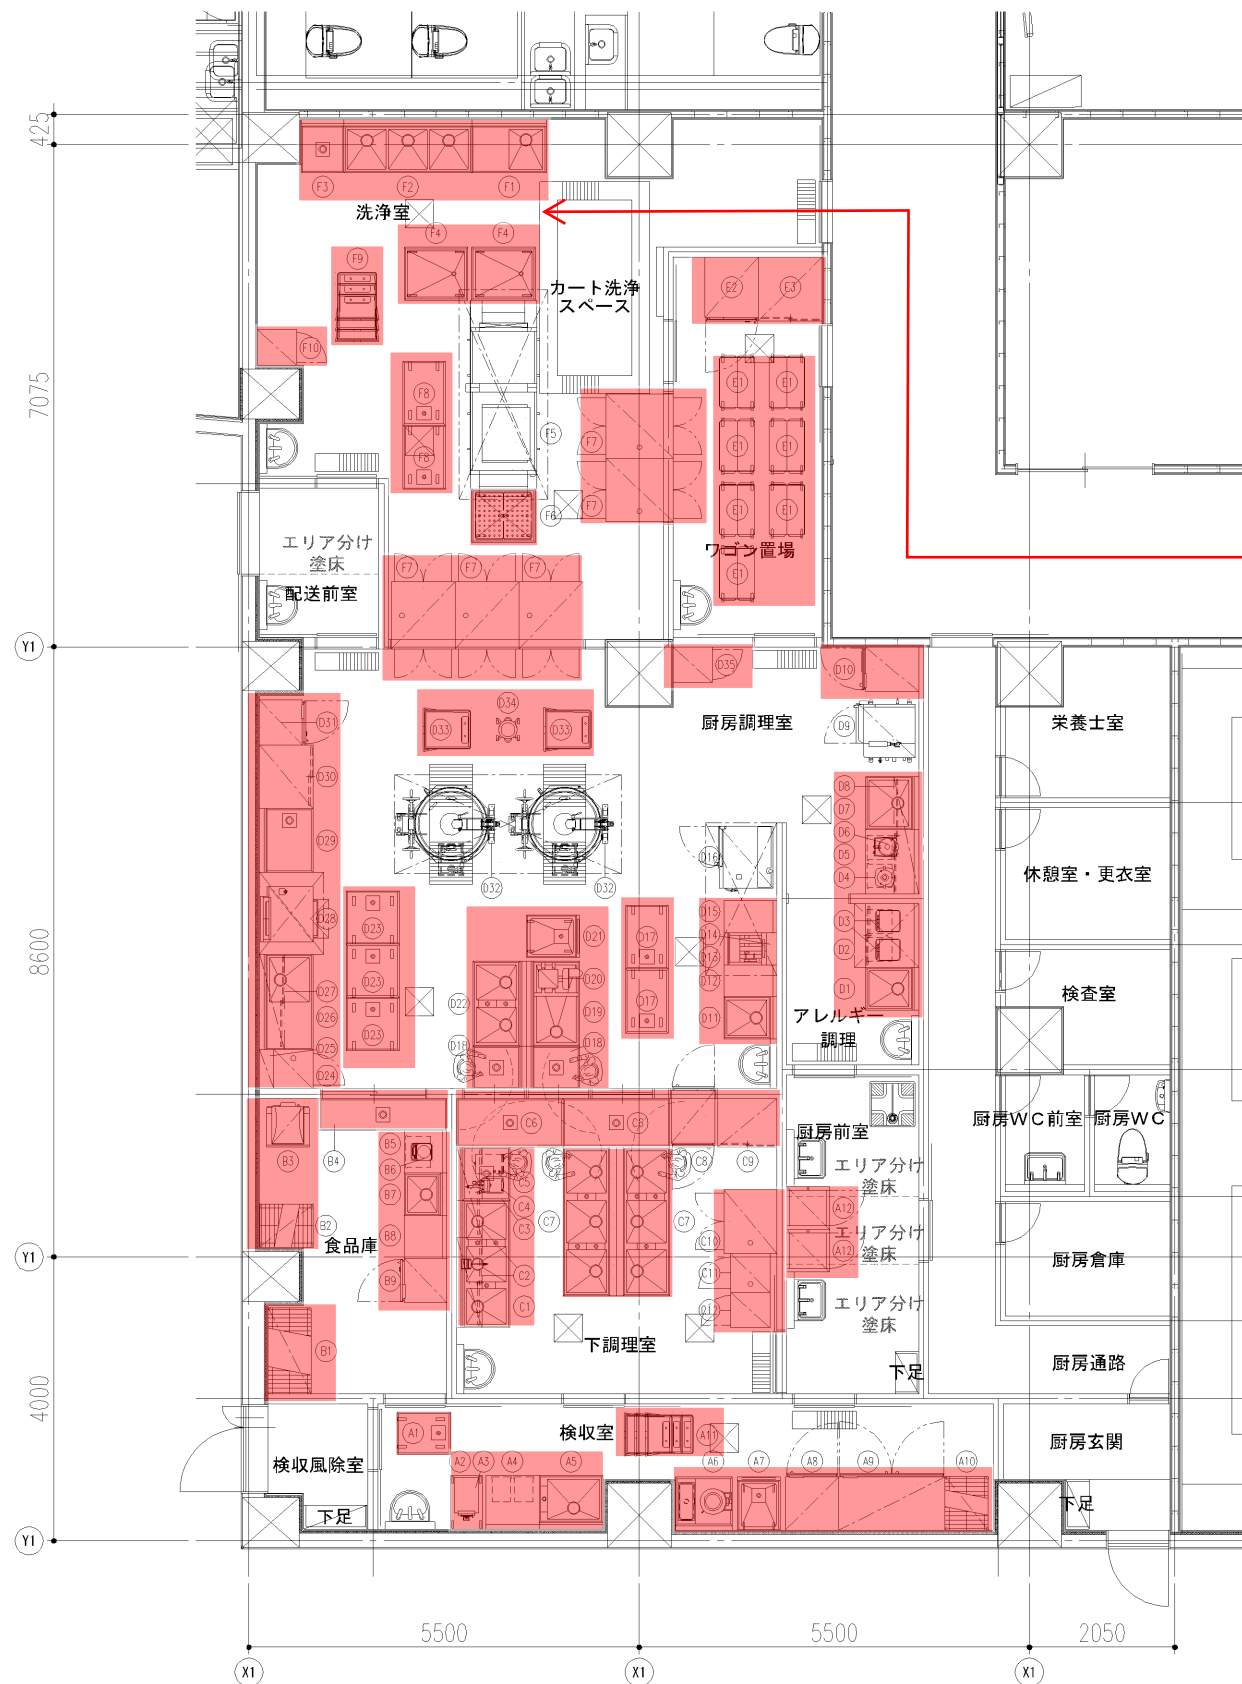 425
F3
F2
F1
洗浄室
F4
F4
F9
カート洗浄
スペース
E2
E3
F10
7075
E1
E1
F8
F5
F7
E1
E1
F8
F6
F7
E1
E1
エリア分け
塗床
配送前室
ワゴン置場
F7
F7
F7
E1
Y1
D35
D10
D34
D33
D33
D31
厨房調理室
D9
栄養士室
D30
D8
D7
D29
D6
D5
D4
D16
休憩室・更衣室
D32
D32
D28
D23
D21
D17
D15
D14
D13
D12
D3
D2
8600
D23
D20
D27
D22
D19
D17
D11
D1
検査室
D26
D23
アレルギー
調理
D25
D18
D18
D24
C6
C6
厨房前室
厨房WC前室
厨房WC
B5
B3
B4
B6
C5
C8
C9
エリア分け
塗床
B7
C4
A12
B2
C3
C7
C7
食品庫
B8
C10
エリア分け
塗床
A12
Y1
厨房倉庫
B9
C2
C11
C1
C12
エリア分け
塗床
B1
下調理室
下足
厨房通路
4000
A1
検収室
A11
厨房玄関
検収風除室
A2
A3
A4
A5
A6
A7
A8
A9
A10
下足
下足
Y1
5500
5500
2050
X1
X1
X1